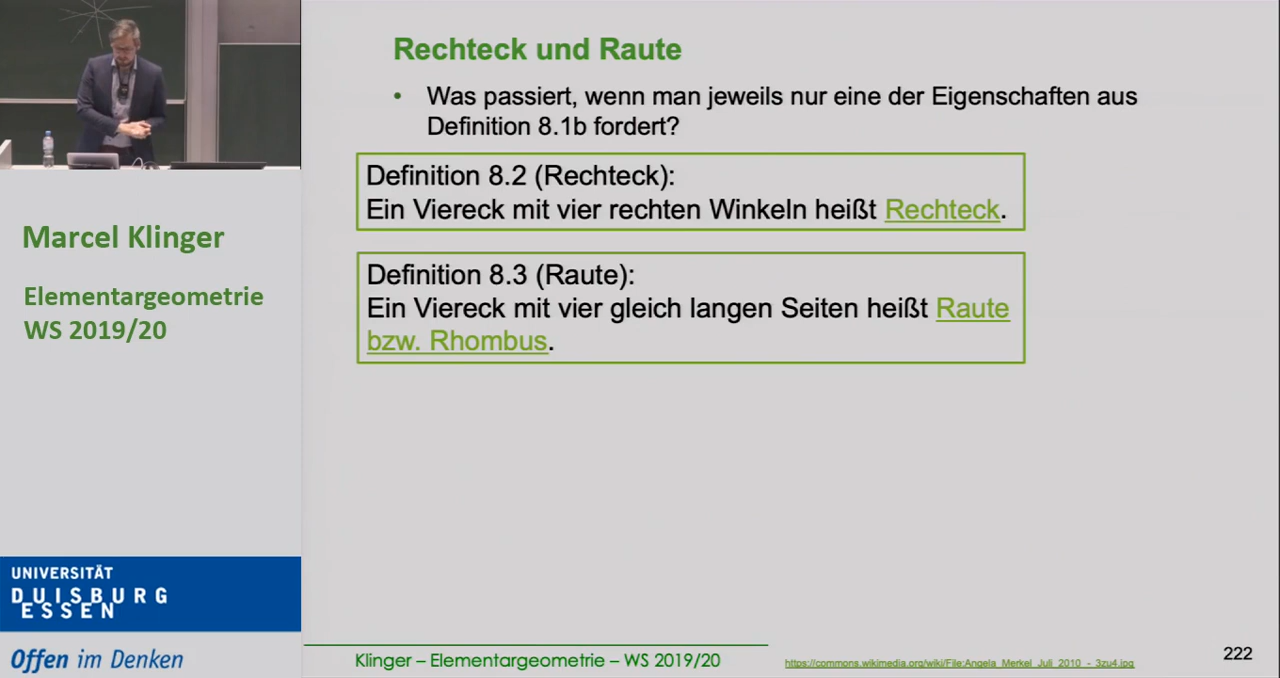 Rechteck und Raute
• Was passiert, wenn man jeweils nur eine der Eigenschaften aus
Definition 8.1b fordert?
Definition 8.2 (Rechteck):
Ein Viereck mit vier rechten Winkeln heißt Rechteck.
Definition 8.3 (Raute):
Ein Viereck mit vier gleich langen Seiten heißt Raute
bzw. Rhombus.
Marcel Klinger
Elementargeometrie
WS 2019/20
UNIVERSITÄT
DUISBURG
ESSEN
Offen im Denken
Klinger – Elementargeometrie – WS 2019/20
https://commons.wikimedia.org/wiki/File:Angela_Merkel_Juli_2010_-_3zu4.jpg
222